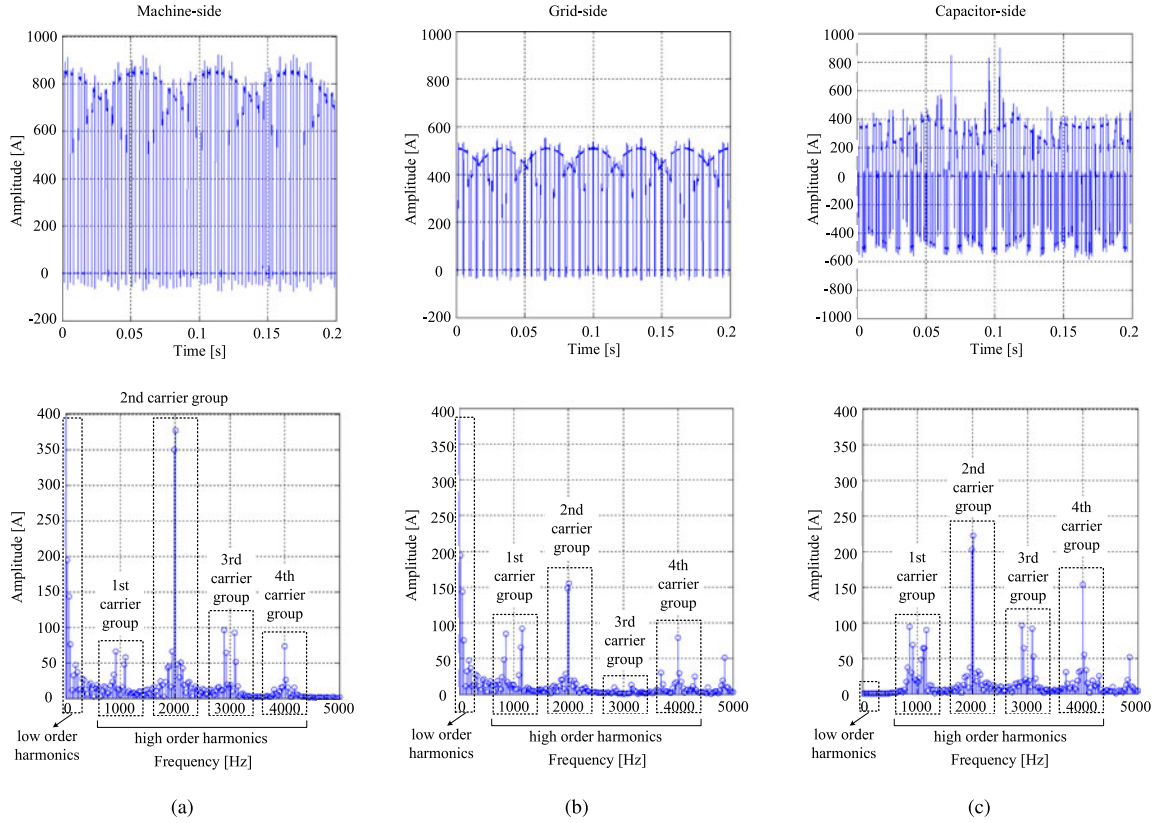 Machine-side
1000
800
600
400
800
0
-200
Amplitude [A]
0 0.05 0.1 0.15 0.2
Time [s]
Grid-side
1000
800
600
400
800
0
-200
Amplitude [A]
0 0.05 0.1 0.15 0.2
Time [s]
Capacitor-side
1000
800
600
400
200
0
800
-400
-600
-800
-1000
Amplitude [A]
0 0.05 0.1 0.15 0.2
Time [s]
2nd carrier group
400
350
300
250
200
150
100
50
0
Amplitude [A]
1st
carrier
group
3rd
carrier
group
4th
carrier
group
0 1000 2000 3000 4000 5000
low order
harmonics
high order harmonics
Frequency [Hz]
(a)
400
350
300
250
200
150
100
50
0
Amplitude [A]
1st
carrier
group
2nd
carrier
group
3rd
carrier
group
4th
carrier
group
0 1000 2000 3000 4000 5000
low order
harmonics
high order harmonics
Frequency [Hz]
(b)
400
350
300
250
200
150
100
50
0
Amplitude [A]
1st
carrier
group
2nd
carrier
group
3rd
carrier
group
4th
carrier
group
0 1000 2000 3000 4000 5000
low order
harmonics
high order harmonics
Frequency [Hz]
(c)